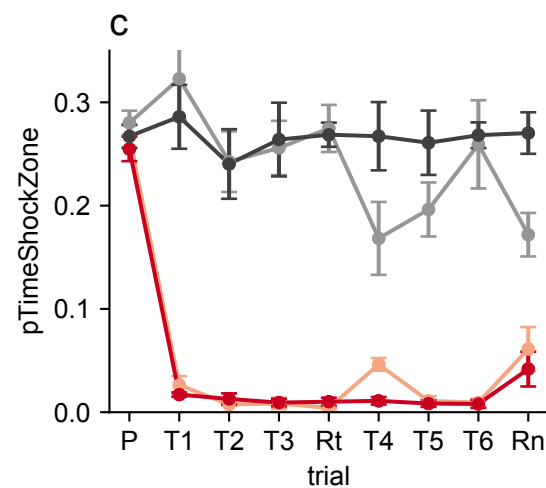 C
pTimeShockZone
0.3
0.2
0.1
0.0
P T1 T2 T3 Rt T4 T5 T6 Rn
trial